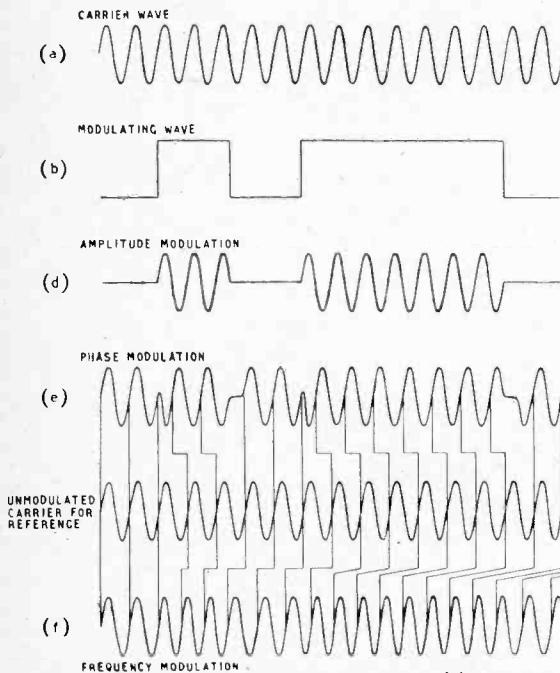 CARRIER WAVE
(a)
MODULATING WAVE
(b)
AMPLITUDE MODULATION
(d)
PHASE MODULATION
(e)
UNMODULATED
CARRIER FOR
REFERENCE
(f)
FREQUENCY MODULATION